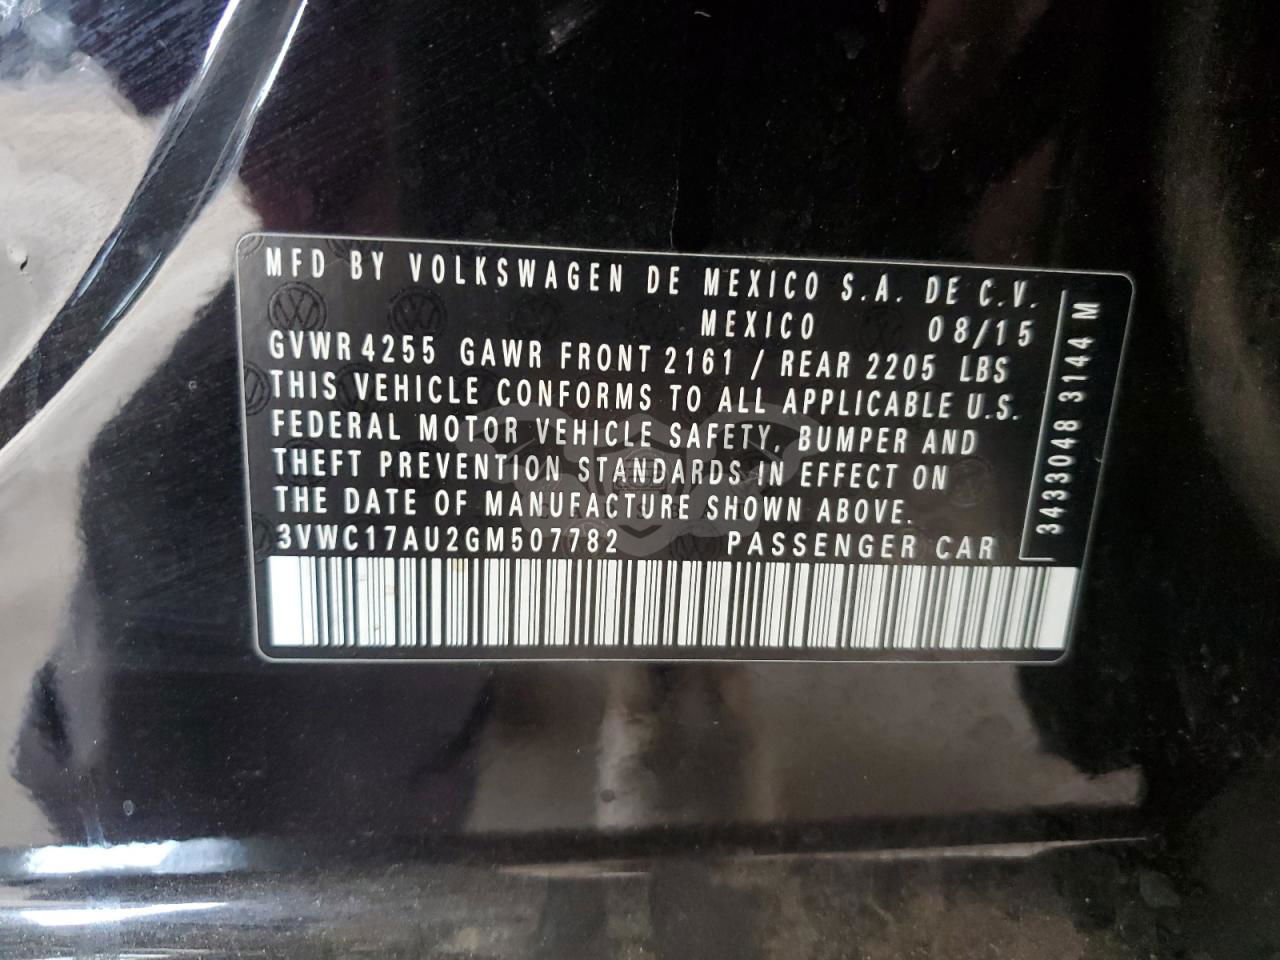 MFD BY VOLKSWAGEN DE MEXICO S.A. DE C.V.
MEXICO 08/15
GVWR 4255 GAWR FRONT 2161 / REAR 2205 LBS
THIS VEHICLE CONFORMS TO ALL APPLICABLE U.S.
FEDERAL MOTOR VEHICLE SAFETY, BUMPER AND
THEFT PREVENTION STANDARDS IN EFFECT ON
THE DATE OF MANUFACTURE SHOWN ABOVE.
3VWC17AU2GM507782 PASSENGER CAR
3433048 3144 M